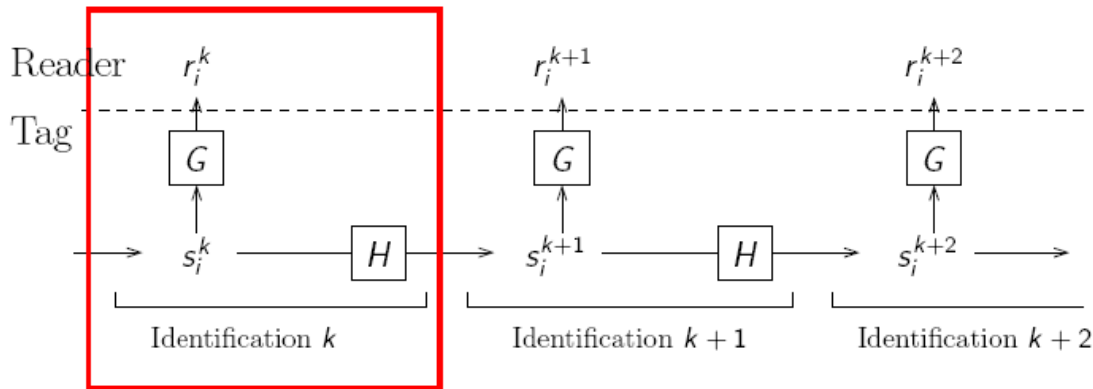 Reader r_i^k r_i^{k+1} r_i^{k+2}
Tag
G G G
s_i^k H s_i^{k+1} H s_i^{k+2}
Identification k Identification k + 1 Identification k + 2